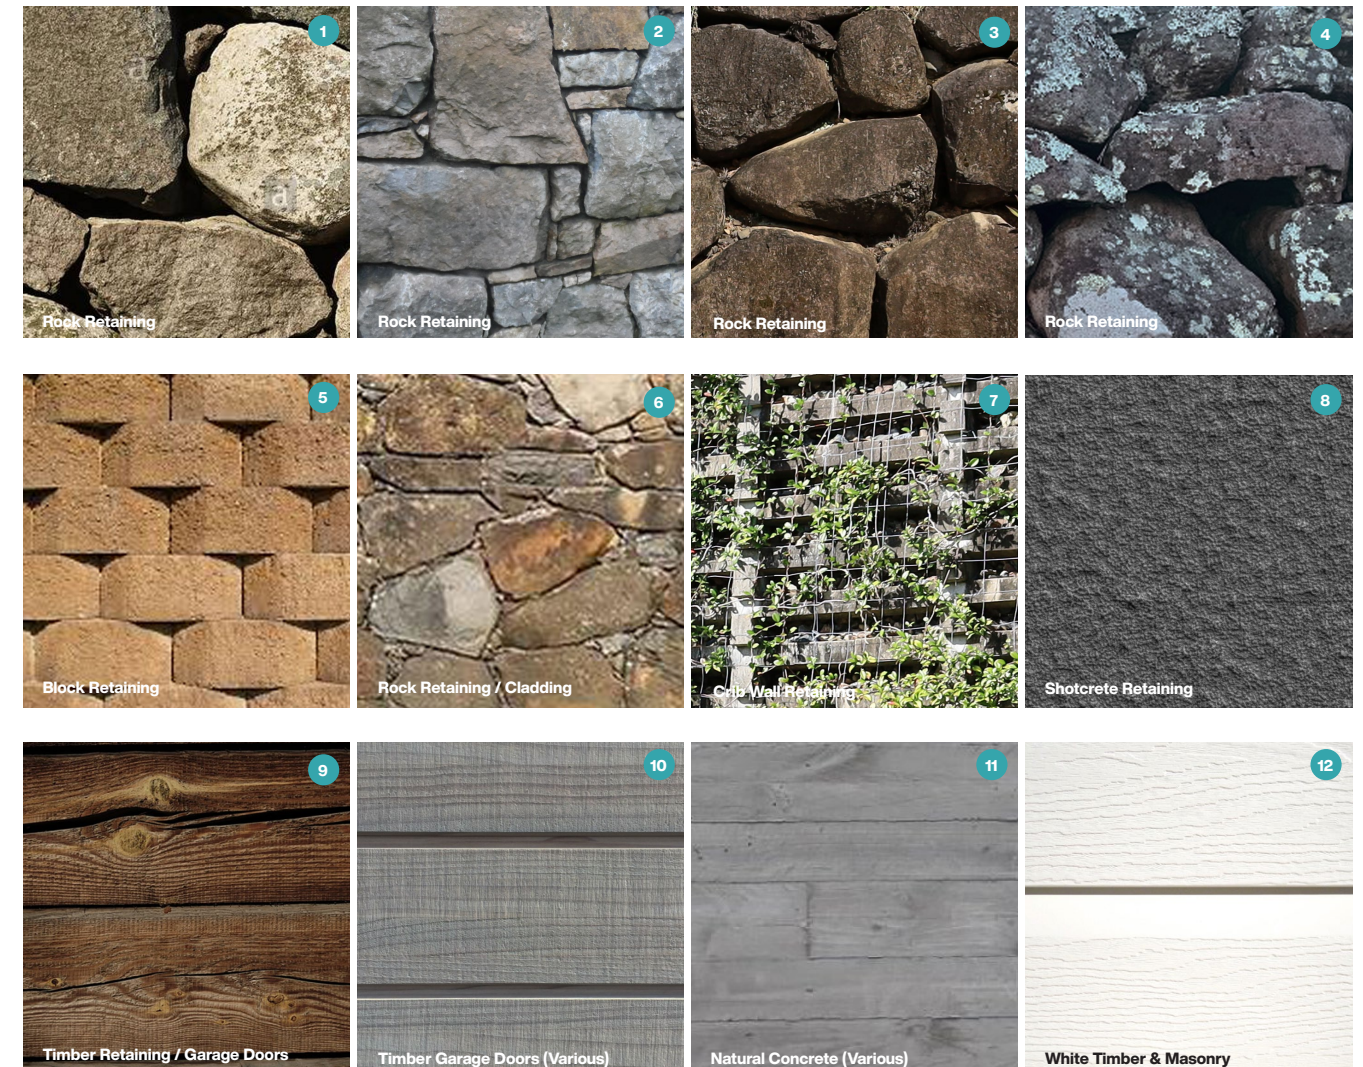 1
2
3
4
a
a
Rock Retaining
Rock Retaining
Rock Retaining
Rock Retaining
5
6
7
8
Block Retaining
Rock Retaining / Cladding
Crib Wall Retaining
Shotcrete Retaining
9
10
11
12
Timber Retaining / Garage Doors
Timber Garage Doors (Various)
Natural Concrete (Various)
White Timber & Masonry